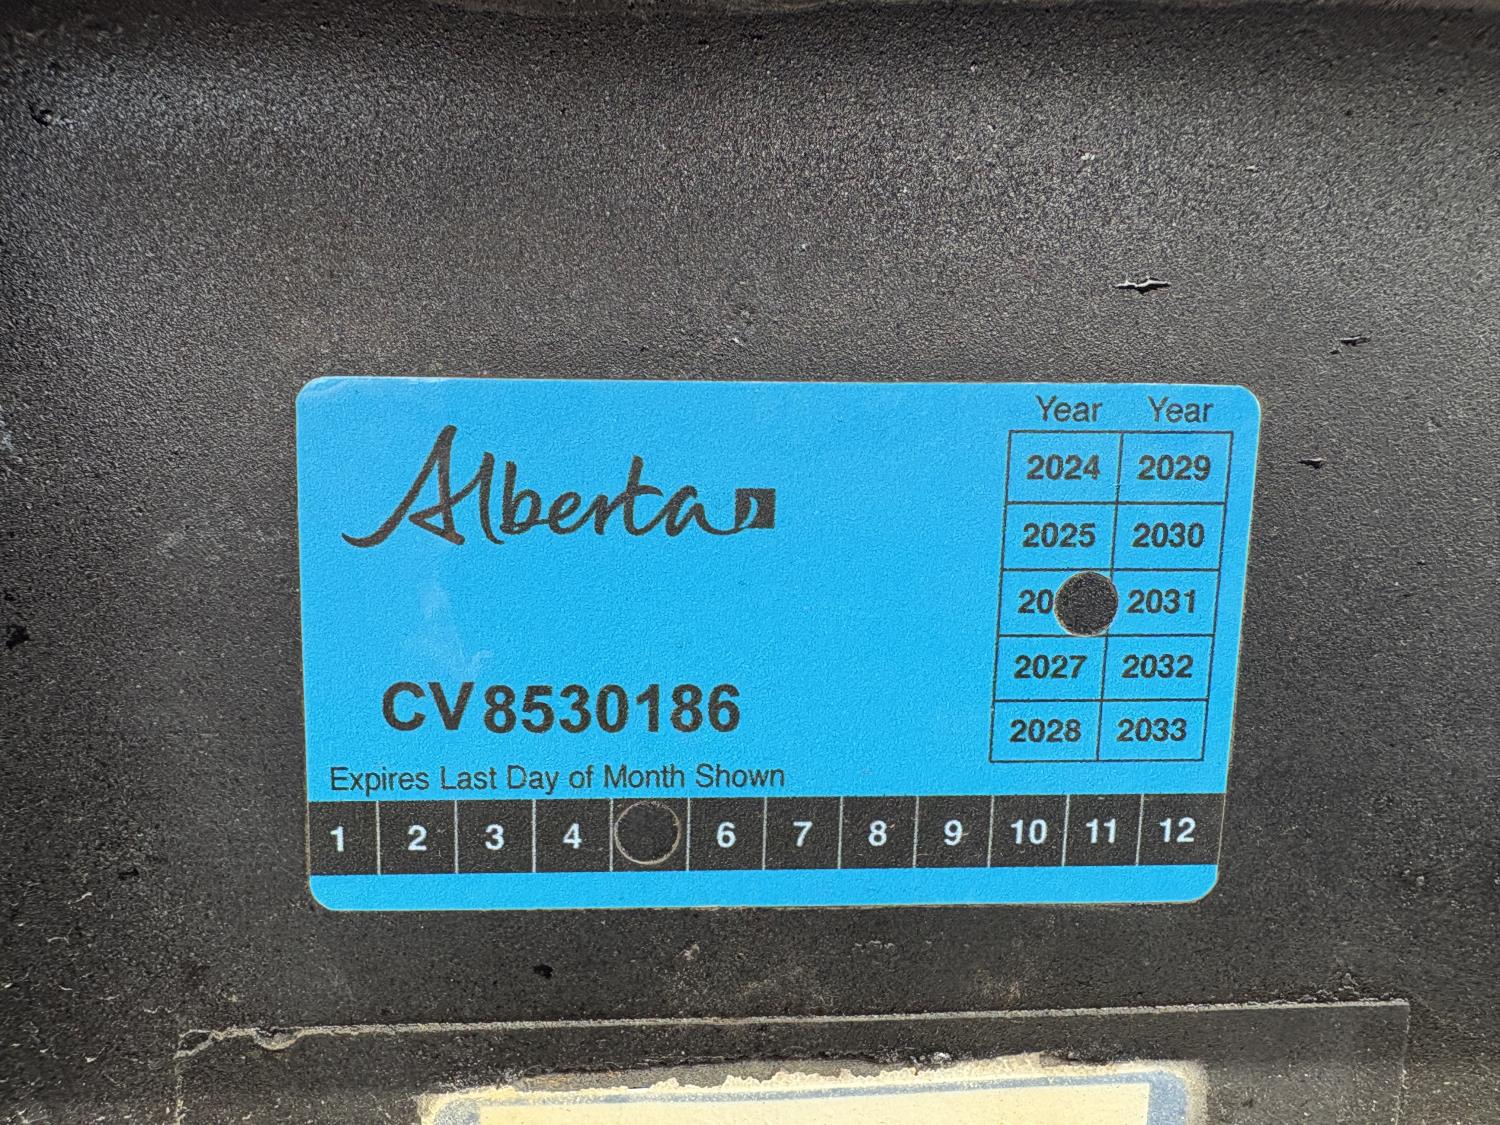 Alberta
Year Year
2024 2029
2025 2030
20 2031
2027 2032
2028 2033
CV8530186
Expires Last Day of Month Shown
1 2 3 4 6 7 8 9 10 11 12